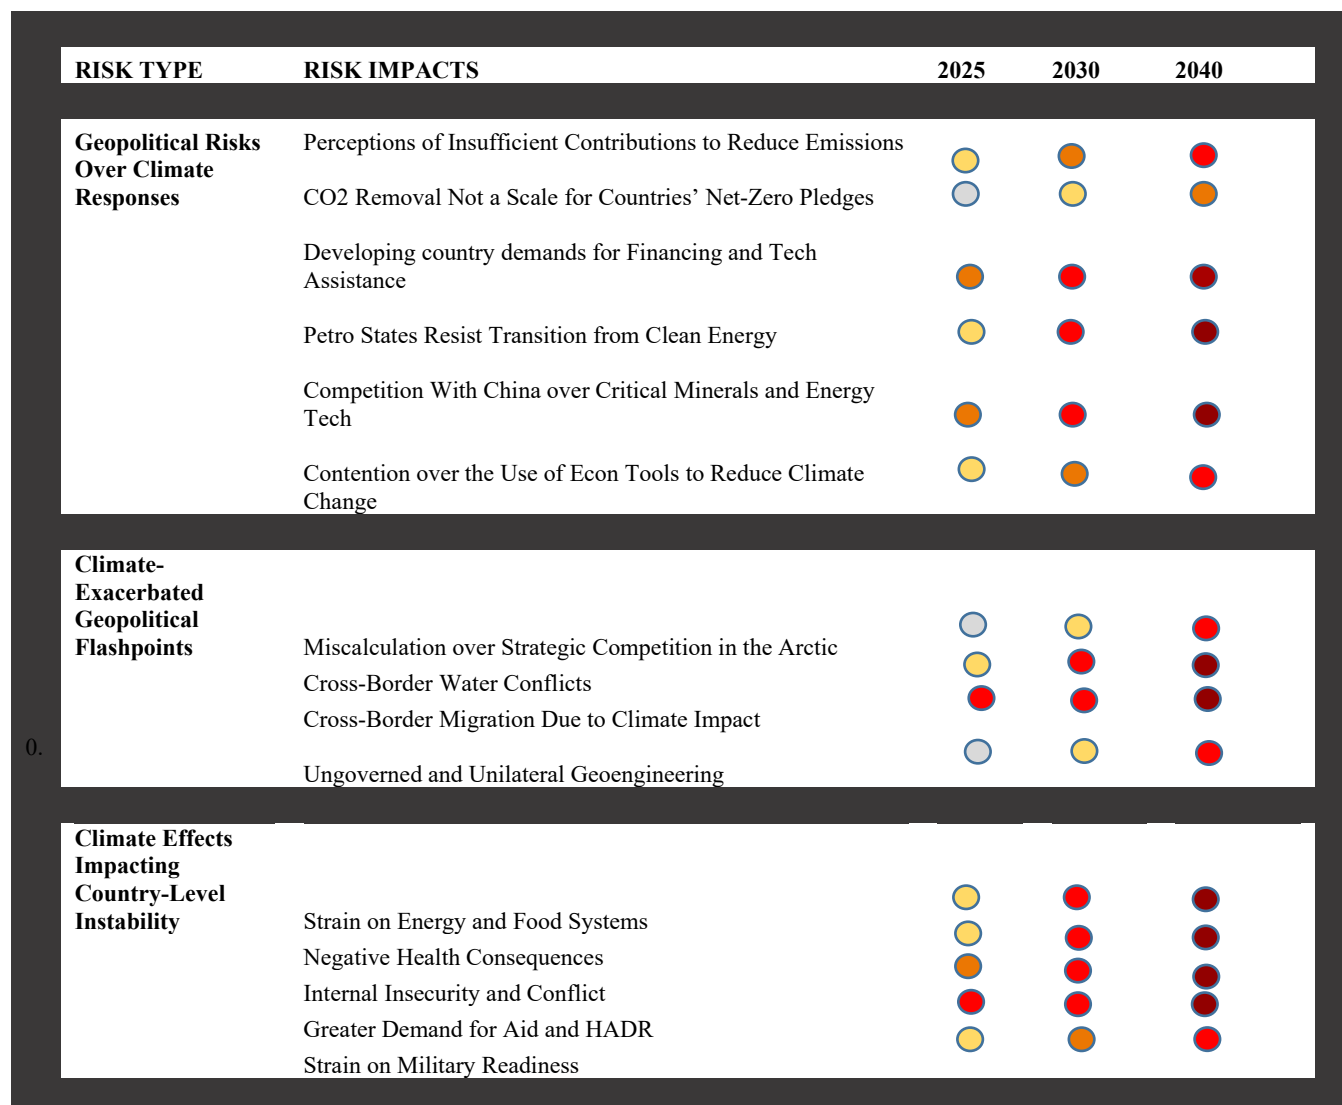 RISK TYPE RISK IMPACTS 2025 2030 2040
Geopolitical Risks
Over Climate
Responses
Perceptions of Insufficient Contributions to Reduce Emissions
CO2 Removal Not a Scale for Countries’ Net-Zero Pledges
Developing country demands for Financing and Tech
Assistance
Petro States Resist Transition from Clean Energy
Competition With China over Critical Minerals and Energy
Tech
Contention over the Use of Econ Tools to Reduce Climate
Change
Climate-
Exacerbated
Geopolitical
Flashpoints
Miscalculation over Strategic Competition in the Arctic
Cross-Border Water Conflicts
Cross-Border Migration Due to Climate Impact
0.
Ungoverned and Unilateral Geoengineering
Climate Effects
Impacting
Country-Level
Instability
Strain on Energy and Food Systems
Negative Health Consequences
Internal Insecurity and Conflict
Greater Demand for Aid and HADR
Strain on Military Readiness